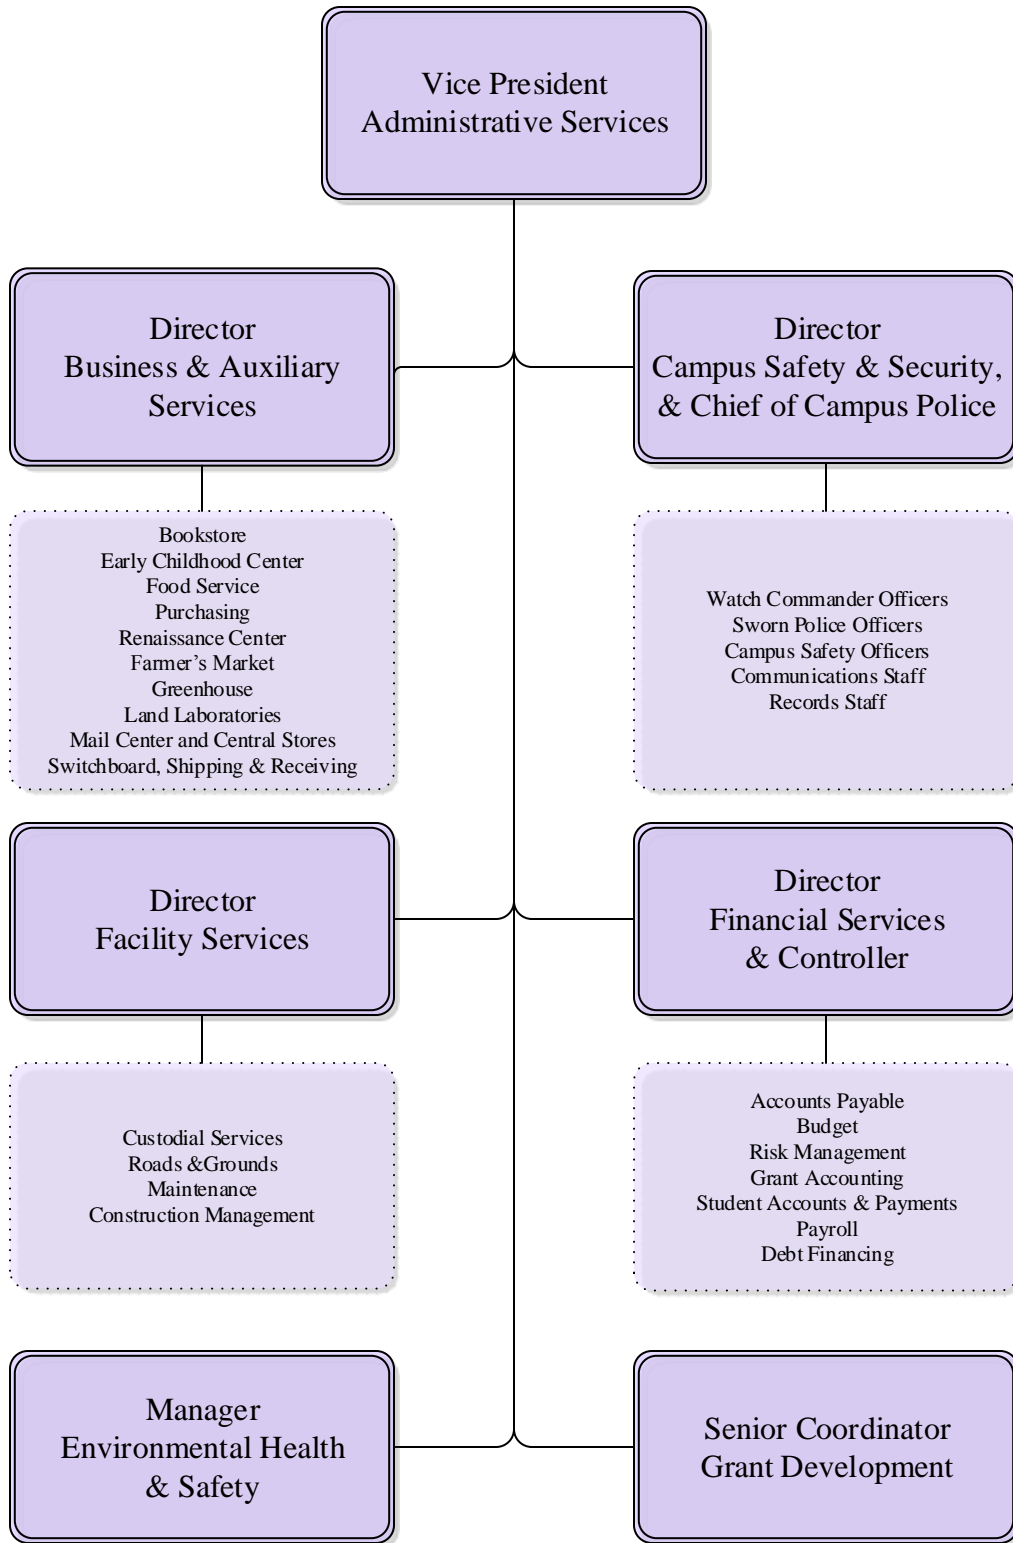 Vice President
Administrative Services
Director
Business & Auxiliary
Services
Director
Campus Safety & Security,
& Chief of Campus Police
Bookstore
Early Childhood Center
Food Service
Purchasing
Renaissance Center
Farmer’s Market
Greenhouse
Land Laboratories
Mail Center and Central Stores
Switchboard, Shipping & Receiving
Watch Commander Officers
Sworn Police Officers
Campus Safety Officers
Communications Staff
Records Staff
Director
Facility Services
Director
Financial Services
& Controller
Custodial Services
Roads &Grounds
Maintenance
Construction Management
Accounts Payable
Budget
Risk Management
Grant Accounting
Student Accounts & Payments
Payroll
Debt Financing
Manager
Environmental Health
& Safety
Senior Coordinator
Grant Development